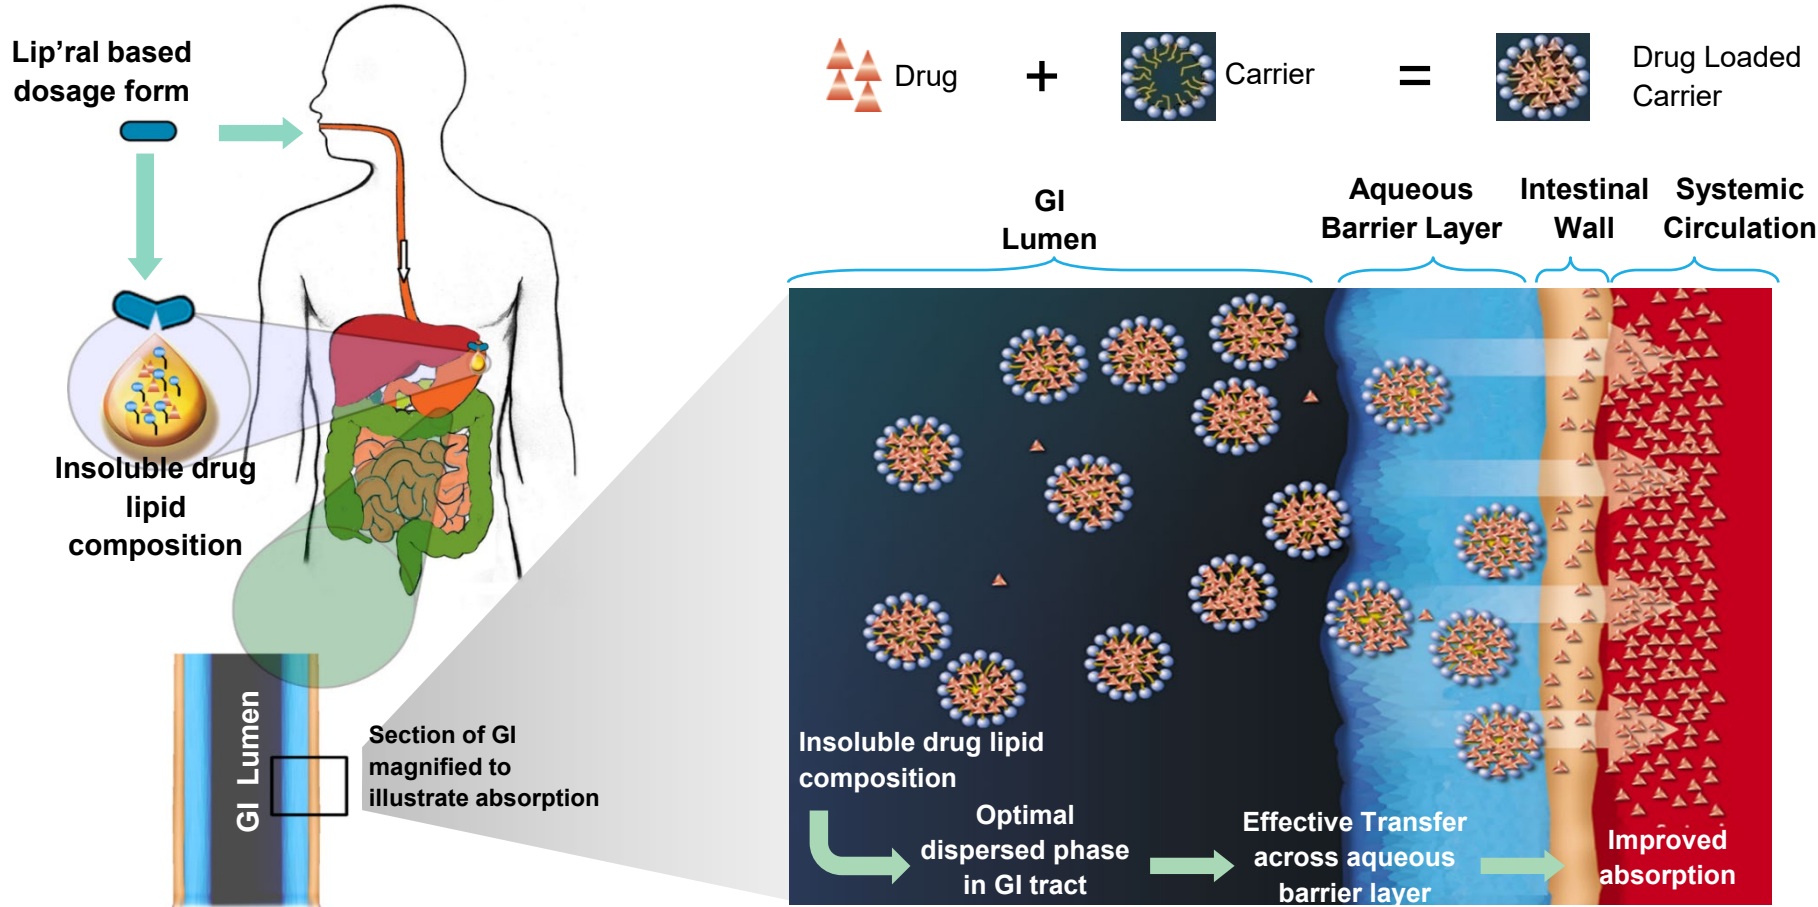 Lip’ral based
dosage form
Drug
+
Carrier
=
Drug Loaded
Carrier
GI
Lumen
Aqueous
Barrier Layer
Intestinal
Wall
Systemic
Circulation
Insoluble drug
lipid
composition
GI Lumen
Section of GI
magnified to
illustrate absorption
Insoluble drug lipid
composition
Optimal
dispersed phase
in GI tract
Effective Transfer
across aqueous
barrier layer
Improved
absorption